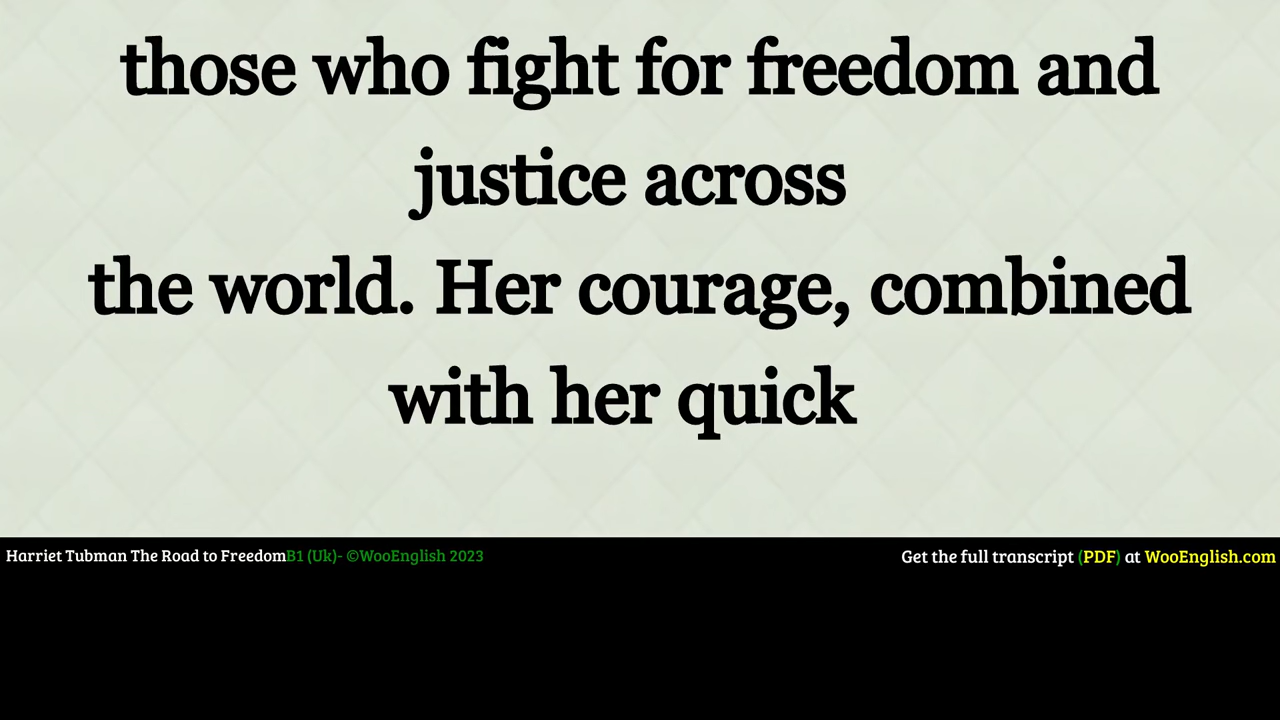 those who fight for freedom and
justice across
the world. Her courage, combined
with her quick
Harriet Tubman The Road to FreedomB1 (Uk)- ©WooEnglish 2023
Get the full transcript (PDF) at WooEnglish.com